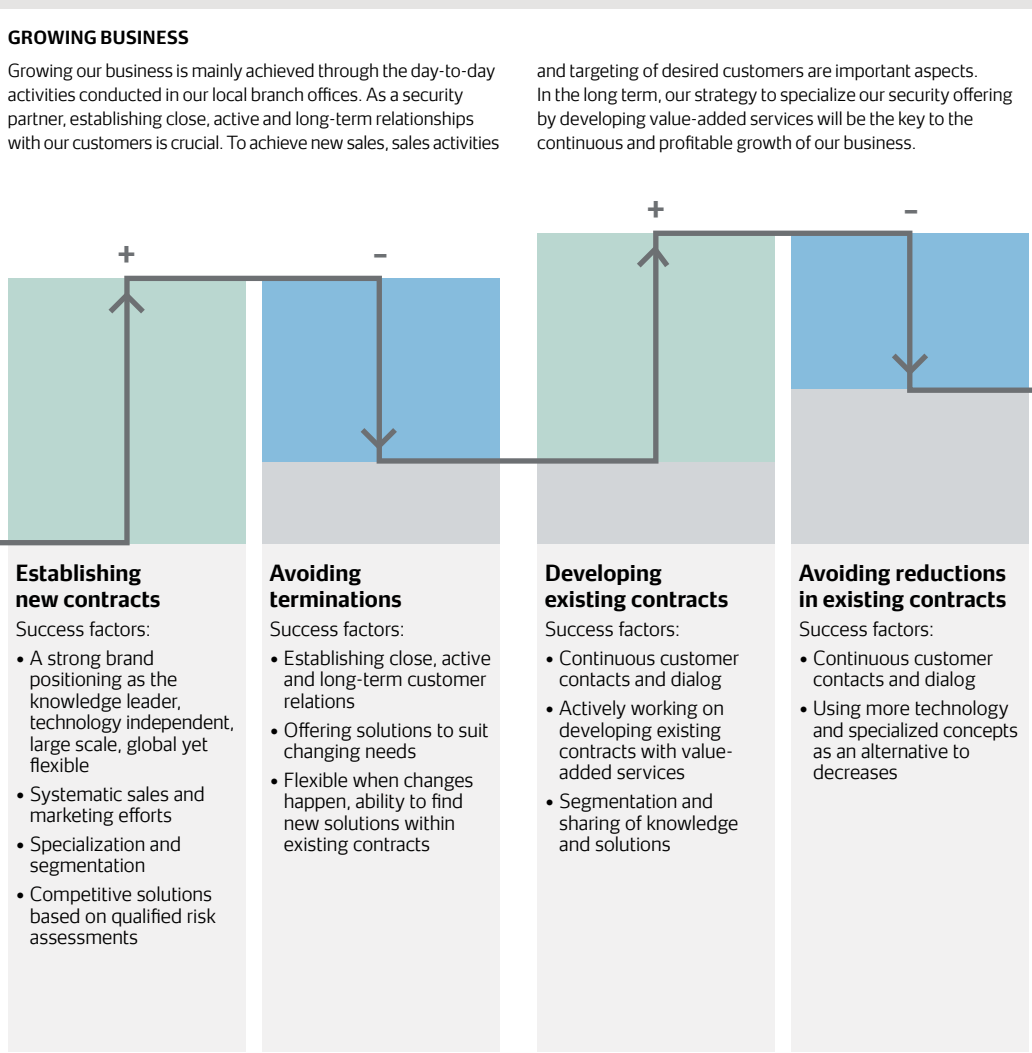 GROWING BUSINESS
Growing our business is mainly achieved through the day-to-day
activities conducted in our local branch offices. As a security
partner, establishing close, active and long-term relationships
with our customers is crucial. To achieve new sales, sales activities
and targeting of desired customers are important aspects.
In the long term, our strategy to specialize our security offering
by developing value-added services will be the key to the
continuous and profitable growth of our business.
+
–
+
–
Establishing
new contracts
Success factors:
• A strong brand
positioning as the
knowledge leader,
technology independent,
large scale, global yet
flexible
• Systematic sales and
marketing efforts
• Specialization and
segmentation
• Competitive solutions
based on qualified risk
assessments
Avoiding
terminations
Success factors:
• Establishing close, active
and long-term customer
relations
• Offering solutions to suit
changing needs
• Flexible when changes
happen, ability to find
new solutions within
existing contracts
Developing
existing contracts
Success factors:
• Continuous customer
contacts and dialog
• Actively working on
developing existing
contracts with value-
added services
• Segmentation and
sharing of knowledge
and solutions
Avoiding reductions
in existing contracts
Success factors:
• Continuous customer
contacts and dialog
• Using more technology
and specialized concepts
as an alternative to
decreases